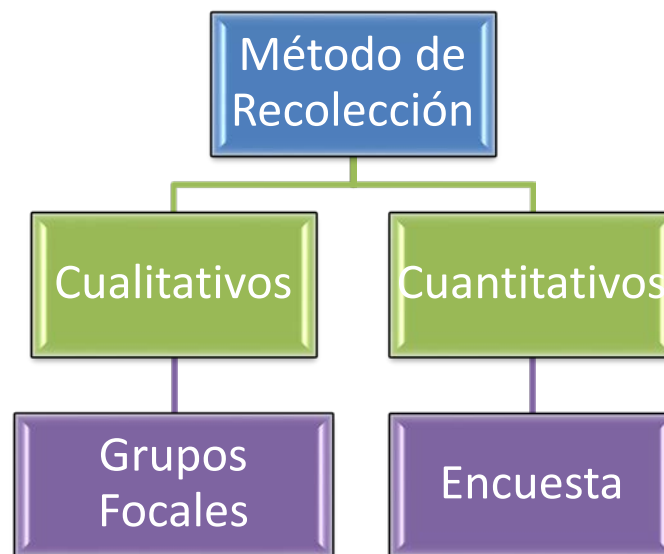 Método de
Recolección
Cualitativos
Cuantitativos
Grupos
Focales
Encuesta